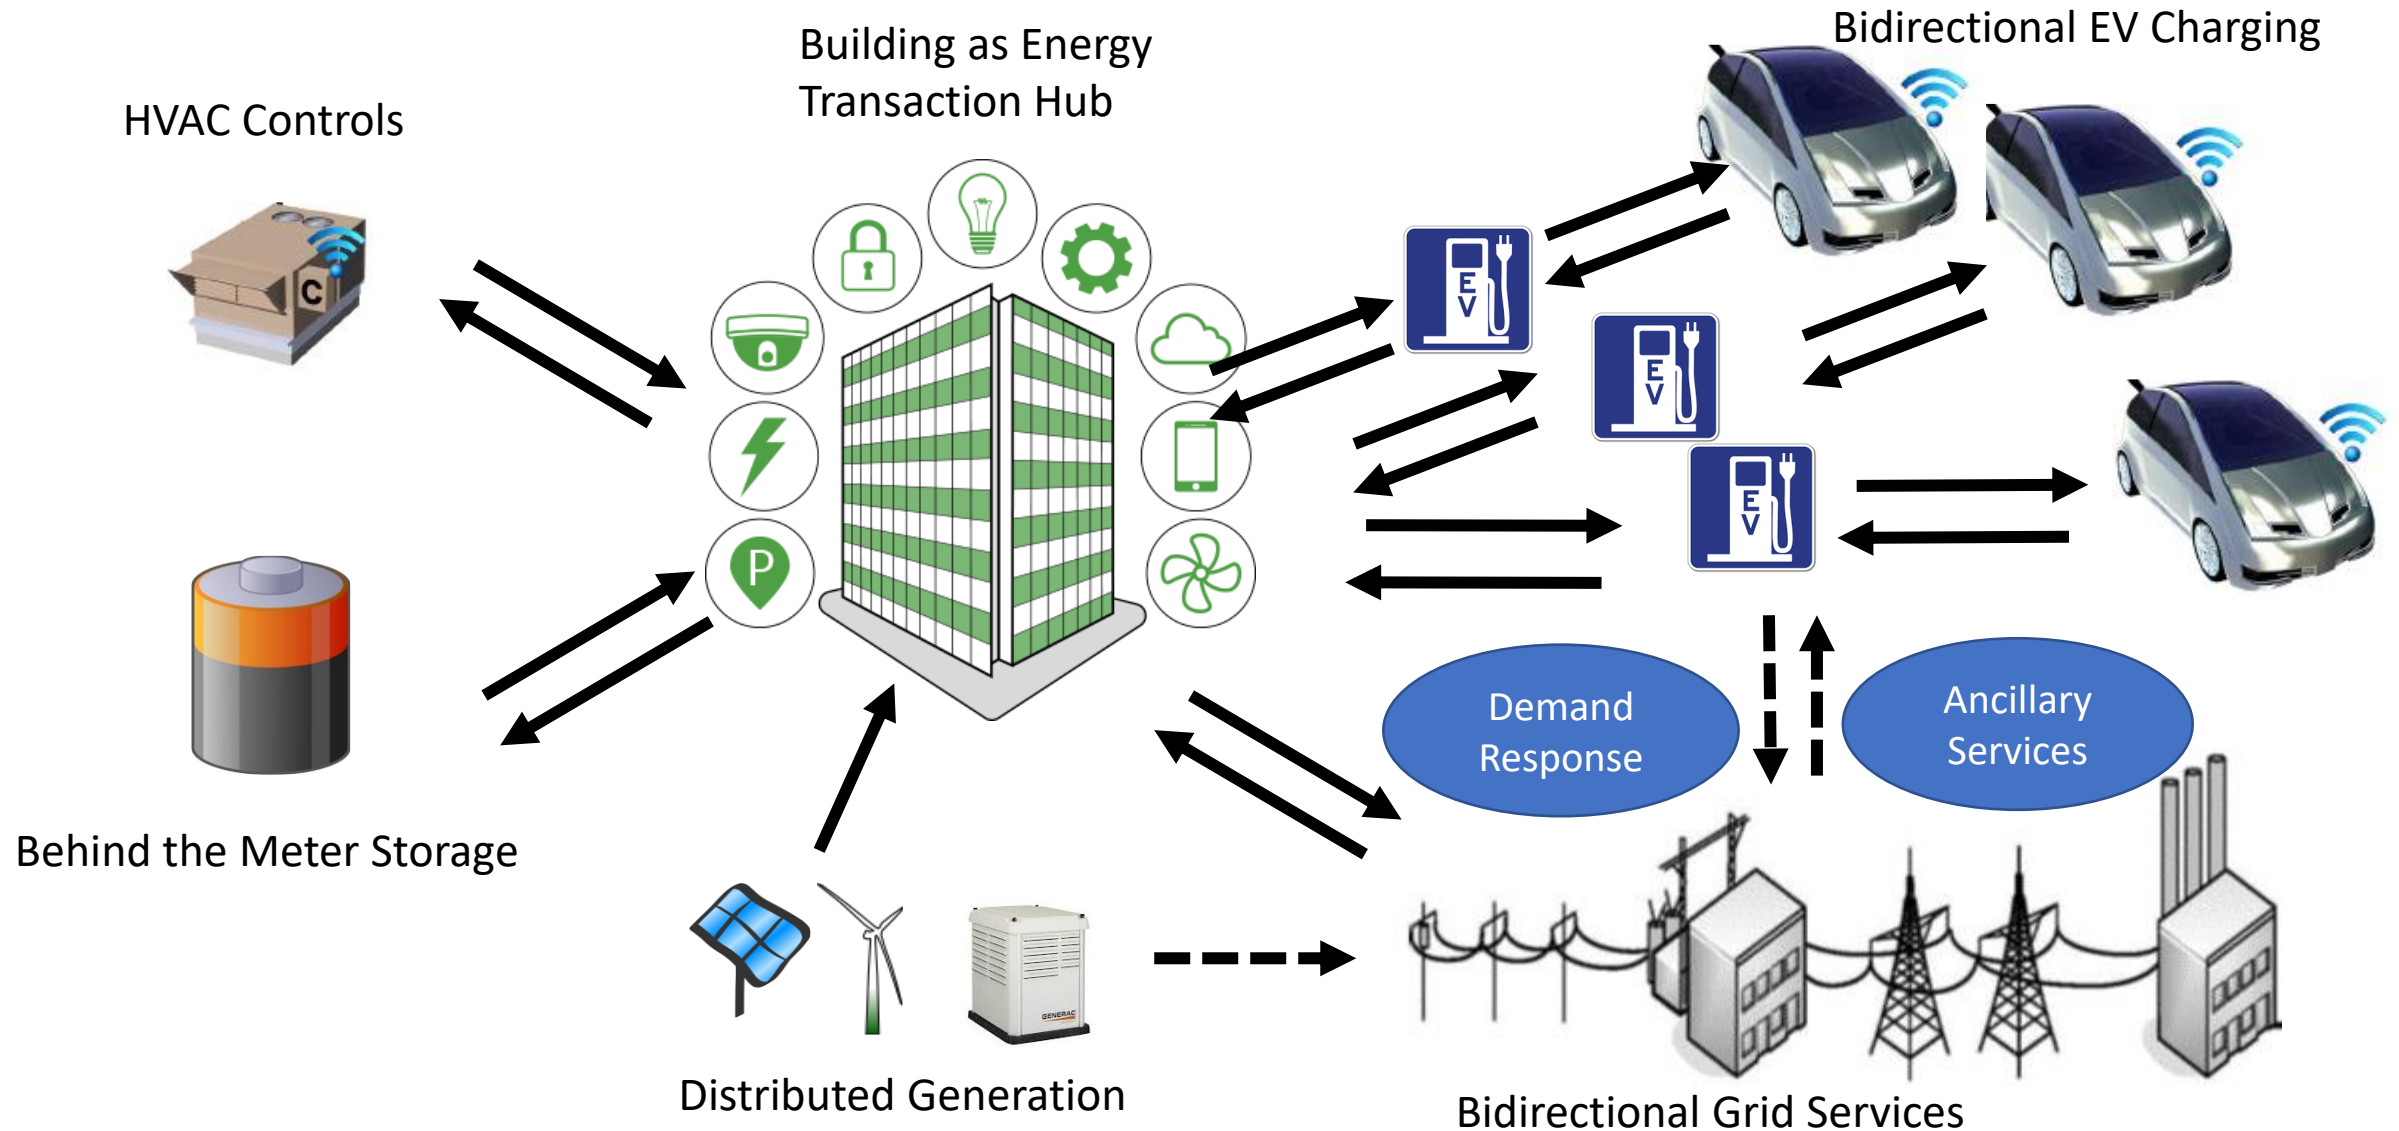 Bidirectional EV Charging
Building as Energy
Transaction Hub
HVAC Controls
C
P
E
V
E
V
E
V
Demand
Response
Ancillary
Services
Behind the Meter Storage
GENERAC
Distributed Generation
Bidirectional Grid Services